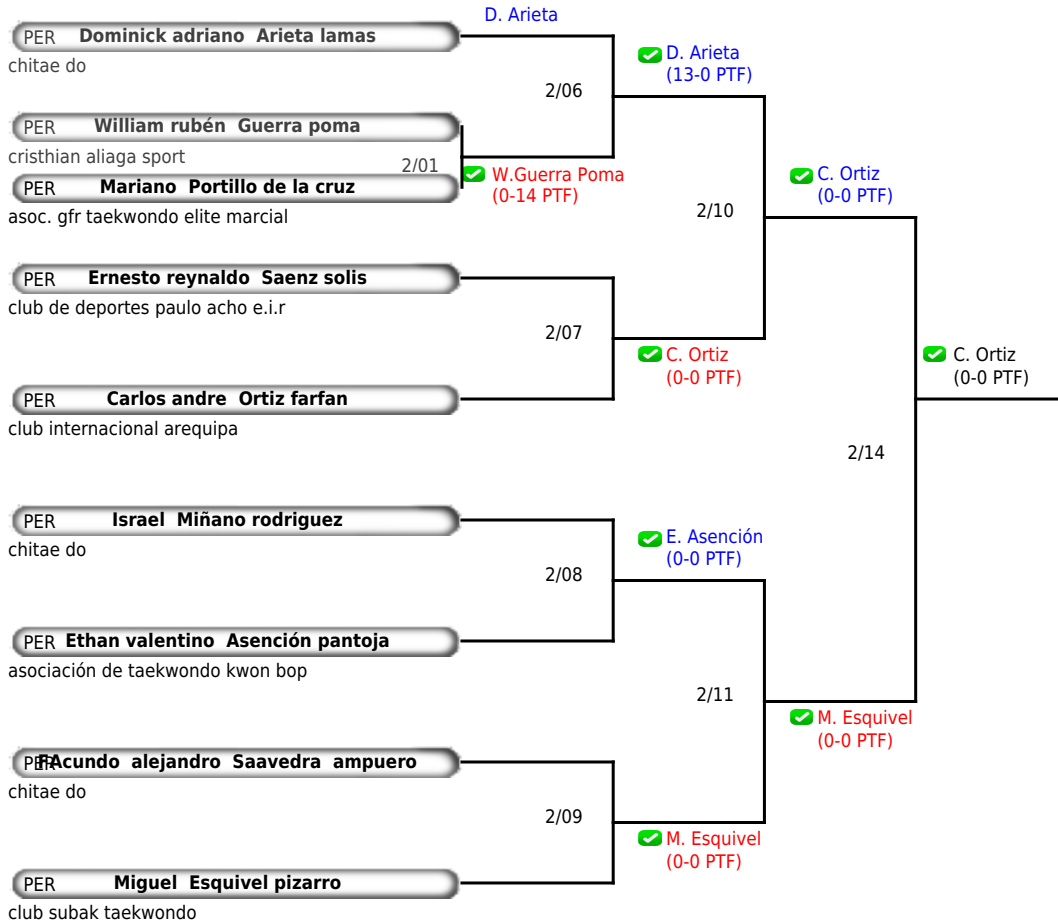 D. Arieta
PER Dominick adriano Arieta lamas
chitae do
D. Arieta
(13-0 PTF)
2/06
PER William rubén Guerra poma
cristhian aliaga sport
2/01
W.Guerra Poma
(0-14 PTF)
PER Mariano Portillo de la cruz
asoc. gfr taekwondo elite marcial
C. Ortiz
(0-0 PTF)
2/10
PER Ernesto reynaldo Saenz solis
club de deportes paulo acho e.i.r
2/07
C. Ortiz
(0-0 PTF)
C. Ortiz
(0-0 PTF)
PER Carlos andre Ortiz farfan
club internacional arequipa
2/14
PER Israel Miñano rodriguez
chitae do
E. Asención
(0-0 PTF)
2/08
PER Ethan valentino Asención pantoja
asociación de taekwondo kwon bop
2/11
M. Esquivel
(0-0 PTF)
PER FAcundo alejandro Saavedra ampuero
chitae do
2/09
M. Esquivel
(0-0 PTF)
PER Miguel Esquivel pizarro
club subak taekwondo